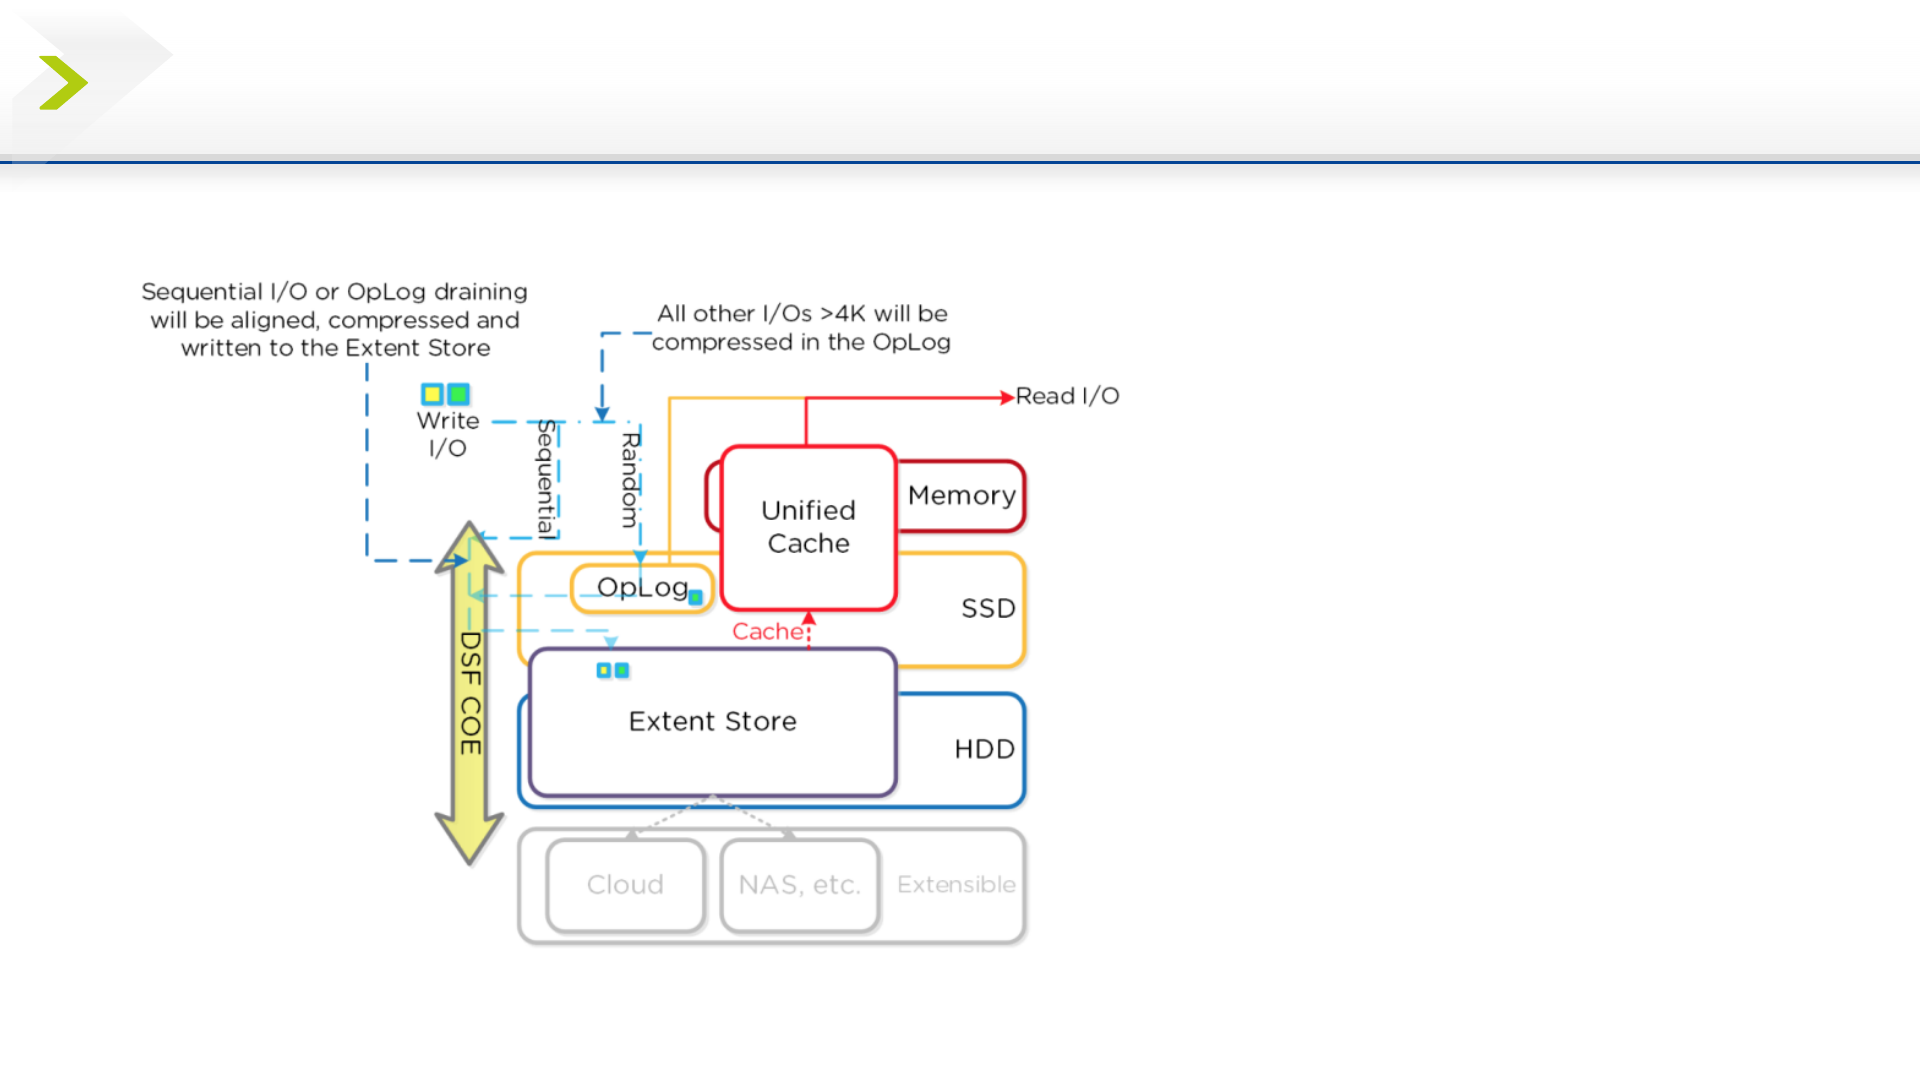 Sequential I/O or OpLog draining
will be aligned, compressed and
written to the Extent Store
All other I/Os >4K will be
compressed in the OpLog
Read I/O
Write
I/O
Sequential
Random
Unified
Cache
Memory
OpLog
SSD
Cache
DSF COE
Extent Store
HDD
Cloud
NAS, etc.
Extensible